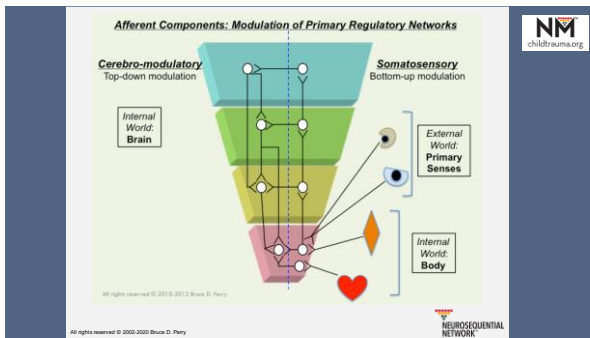 Afferent Components: Modulation of Primary Regulatory Networks
Cerebro-modulatory
Top-down modulation
Somatosensory
Bottom-up modulation
Internal
World:
Brain
External
World:
Primary
Senses
Internal
World:
Body
All rights reserved © 2010-2012 Bruce D. Perry
All rights reserved © 2002-2020 Bruce D. Perry
NM
childtrauma.org
NEUROSEQUENTIAL
NETWORK™